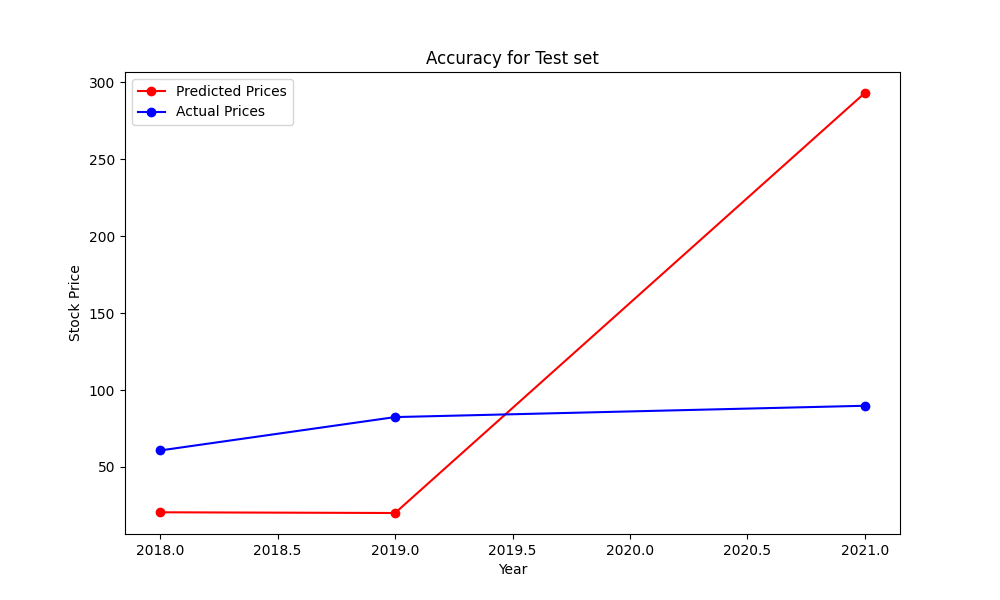 Accuracy for Test set
300
250
200
150
100
50
Stock Price
Predicted Prices
Actual Prices
2018.0 2018.5 2019.0 2019.5 2020.0 2020.5 2021.0
Year